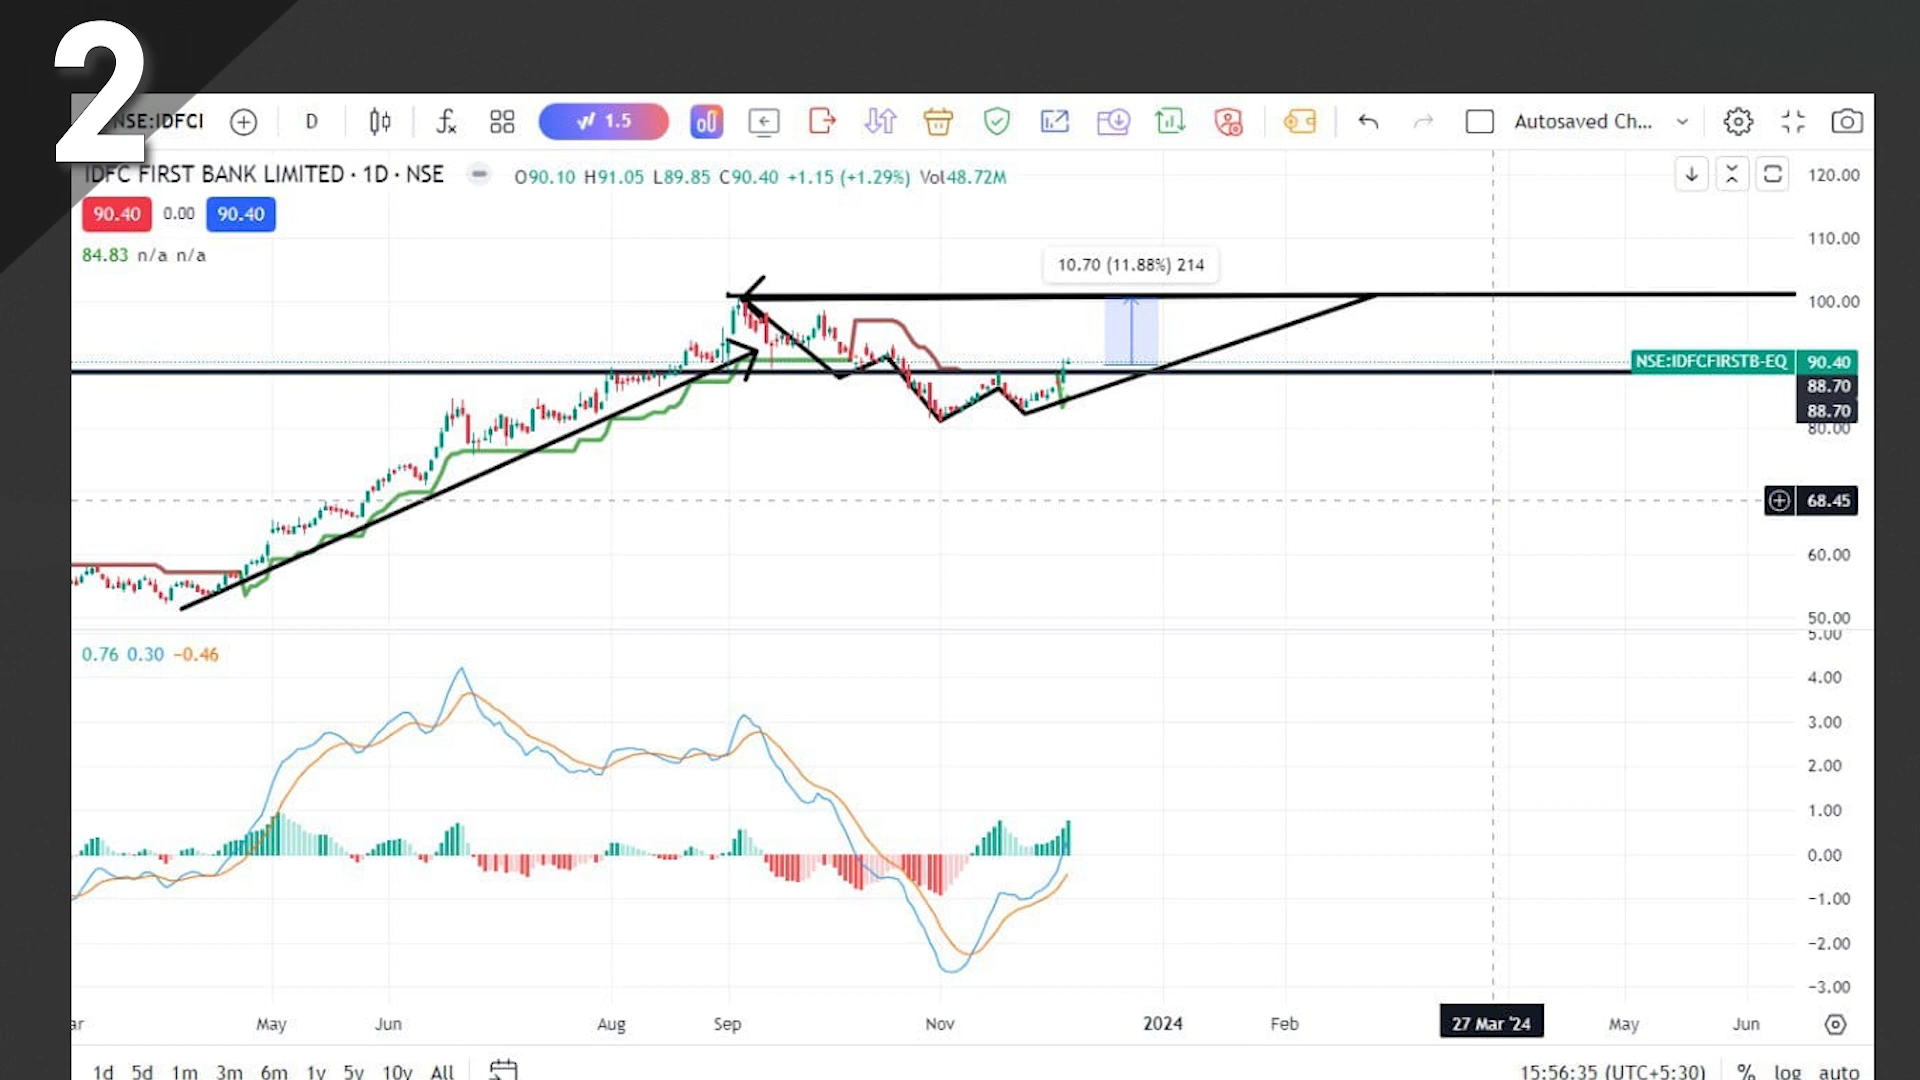 2
NSE:IDFCI D 1.5 Autosaved Ch...
IDFC FIRST BANK LIMITED · 1D · NSE O90.10 H91.05 L89.85 C90.40 +1.15 (+1.29%) Vol48.72M
90.40 0.00 90.40
84.83 n/a n/a
10.70 (11.88%) 214
120.00
110.00
100.00
NSE:IDFCFIRSTB-EQ 90.40
88.70
88.70
80.00
68.45
60.00
50.00
0.76 0.30 −0.46
5.00
4.00
3.00
2.00
1.00
0.00
−1.00
−2.00
−3.00
ar May Jun Aug Sep Nov 2024 Feb 27 Mar '24 May Jun
1d 5d 1m 3m 6m 1y 5y 10y All 15:56:35 (UTC+5:30) % log auto